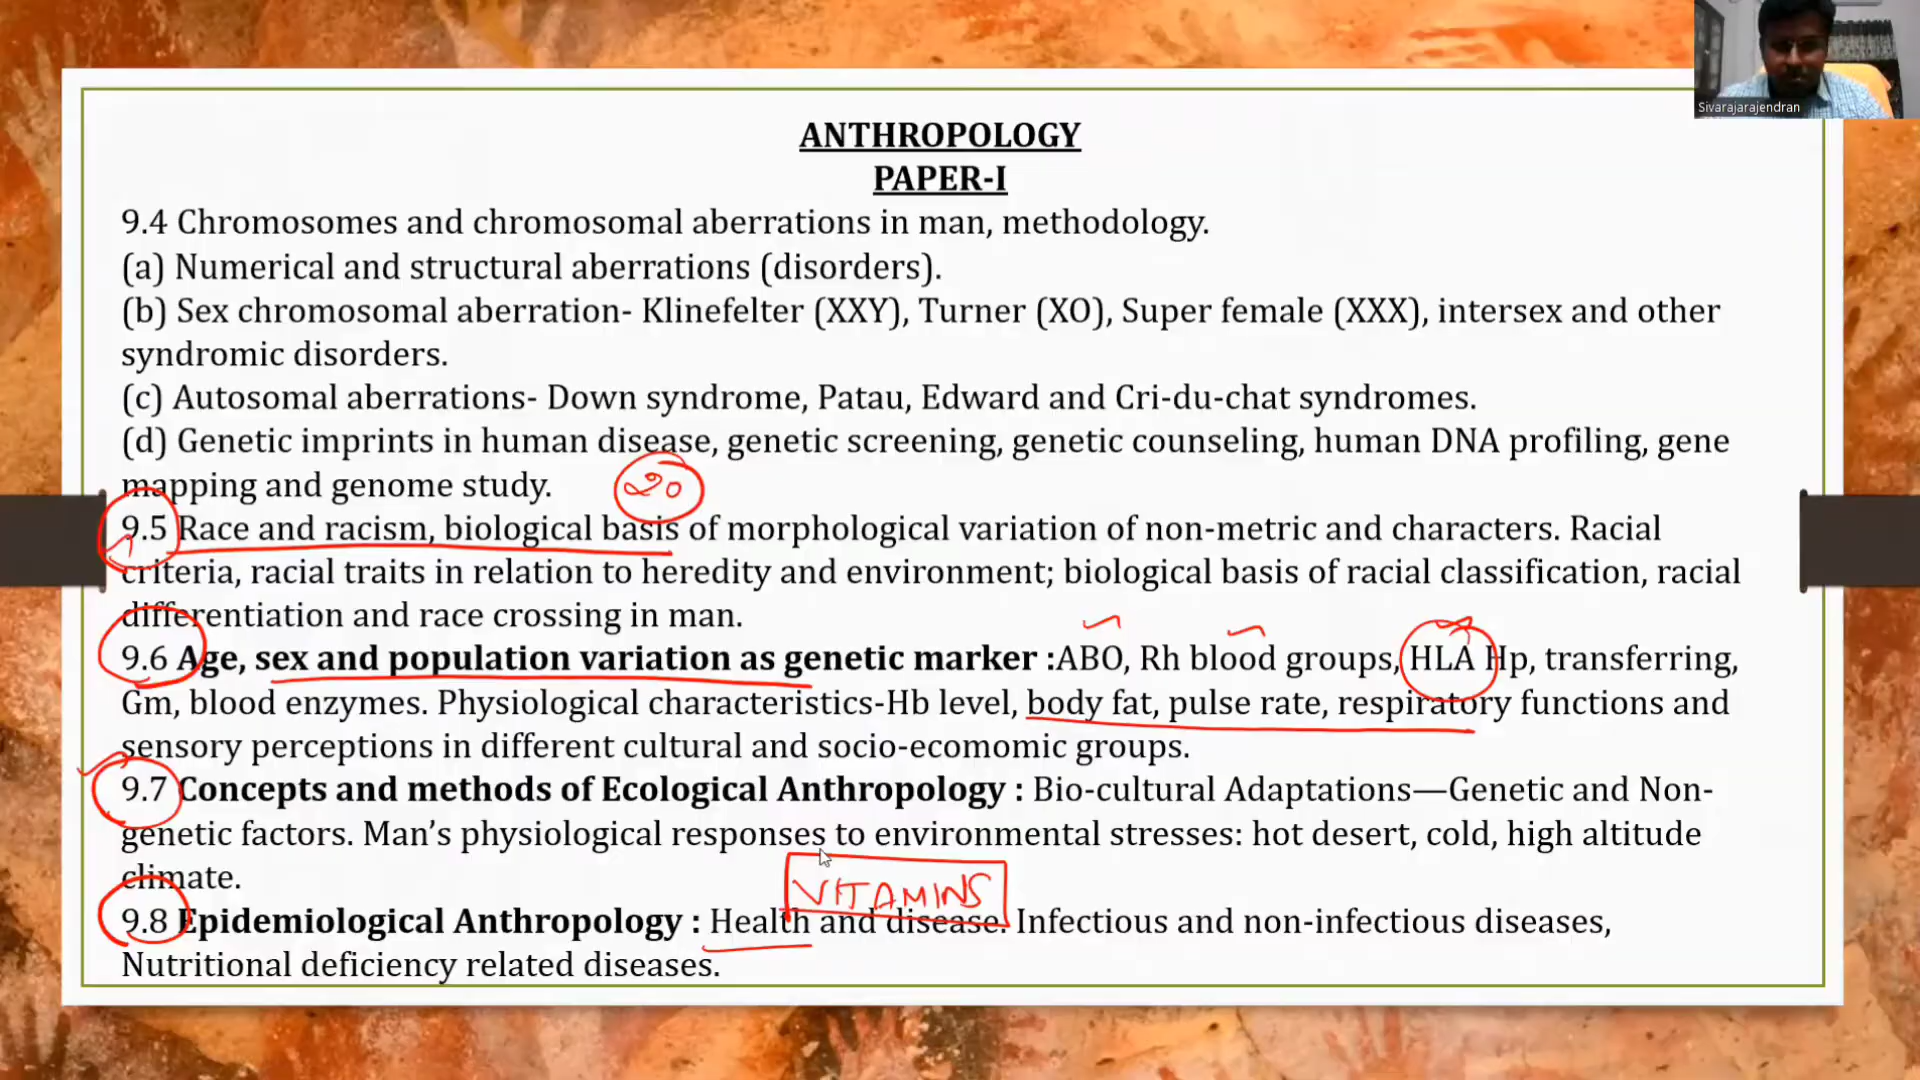 Sivarajarajendran
ANTHROPOLOGY
PAPER-I
9.4 Chromosomes and chromosomal aberrations in man, methodology.
(a) Numerical and structural aberrations (disorders).
(b) Sex chromosomal aberration- Klinefelter (XXY), Turner (XO), Super female (XXX), intersex and other
syndromic disorders.
(c) Autosomal aberrations- Down syndrome, Patau, Edward and Cri-du-chat syndromes.
(d) Genetic imprints in human disease, genetic screening, genetic counseling, human DNA profiling, gene
mapping and genome study.
20
9.5 Race and racism, biological basis of morphological variation of non-metric and characters. Racial
criteria, racial traits in relation to heredity and environment; biological basis of racial classification, racial
differentiation and race crossing in man.
9.6 Age, sex and population variation as genetic marker :ABO, Rh blood groups, HLA Hp, transferring,
Gm, blood enzymes. Physiological characteristics-Hb level, body fat, pulse rate, respiratory functions and
sensory perceptions in different cultural and socio-ecomomic groups.
9.7 Concepts and methods of Ecological Anthropology : Bio-cultural Adaptations—Genetic and Non-
genetic factors. Man’s physiological responses to environmental stresses: hot desert, cold, high altitude
climate.
VITAMINS
9.8 Epidemiological Anthropology : Health and disease. Infectious and non-infectious diseases,
Nutritional deficiency related diseases.